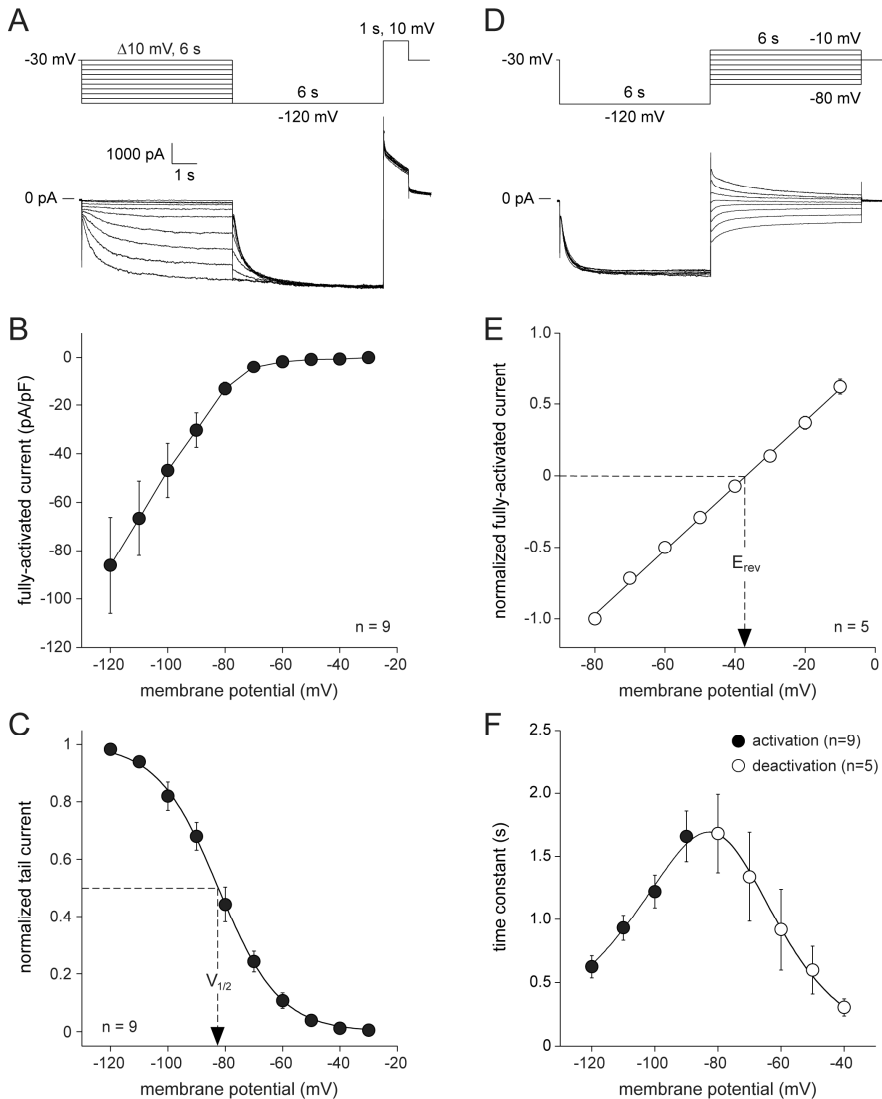 A
Δ10 mV, 6 s
1 s, 10 mV
-30 mV
6 s
-120 mV
1000 pA
1 s
0 pA
D
6 s
-10 mV
-30 mV
6 s
-80 mV
-120 mV
0 pA
B
0
-20
-40
-60
-80
-100
-120
fully-activated current (pA/pF)
n = 9
-120 -100 -80 -60 -40 -20
membrane potential (mV)
E
1.0
0.5
0
-0.5
-1.0
normalized fully-activated current
Erev
n = 5
-80 -60 -40 -20 0
membrane potential (mV)
C
1
0.8
0.6
0.4
0.2
0
normalized tail current
V1/2
n = 9
-120 -100 -80 -60 -40 -20
membrane potential (mV)
F
2.5
2.0
1.5
1.0
0.5
0
time constant (s)
activation (n=9)
deactivation (n=5)
-120 -100 -80 -60 -40
membrane potential (mV)